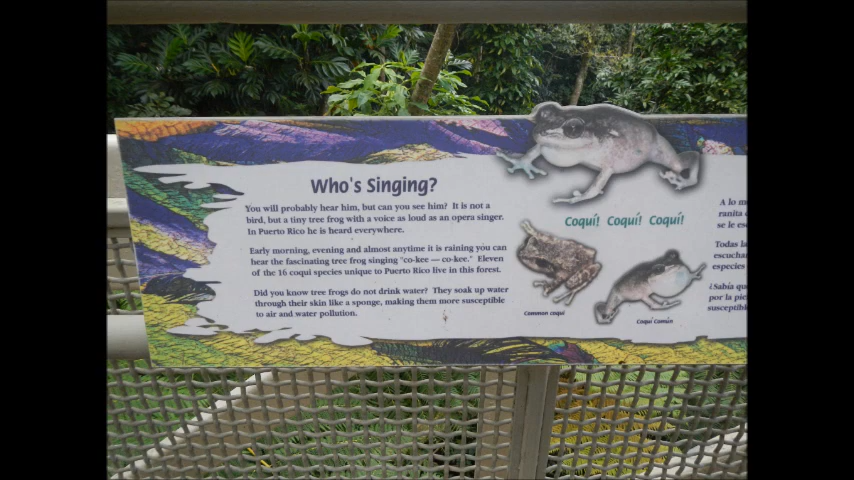 Who's Singing?
You will probably hear him, but can you see him? It is not a
bird, but a tiny tree frog with a voice as loud as an opera singer.
In Puerto Rico he is heard everywhere.
Early morning, evening and almost anytime it is raining you can
hear the fascinating tree frog singing "co-kee — co-kee." Eleven
of the 16 coqui species unique to Puerto Rico live in this forest.
Did you know tree frogs do not drink water? They soak up water
through their skin like a sponge, making them more susceptible
to air and water pollution.
Coquí! Coquí! Coquí!
Common coquí
Coquí Común
A lo
ranita
se le
Todas
escucha
especies
¿Sabía
por la
susceptibl